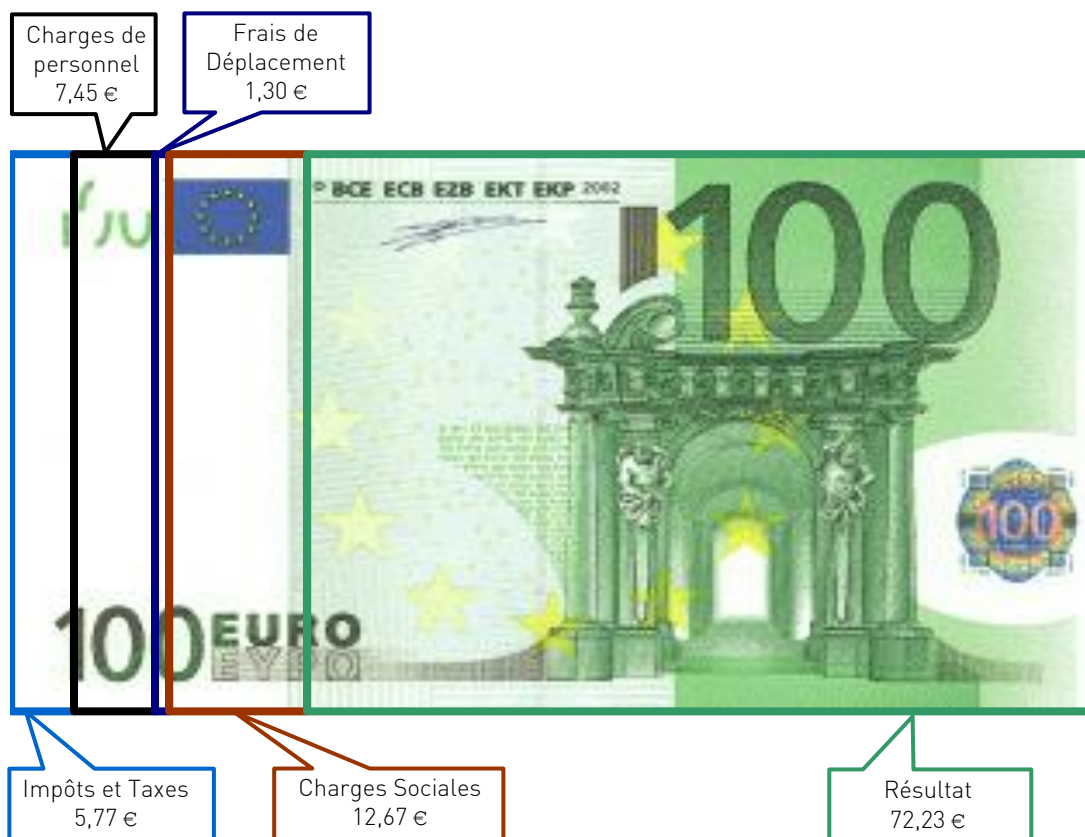 Charges de
personnel
7,45 €
Frais de
Déplacement
1,30 €
BCE ECB EZB EKT EKP 2002
100
100
100 EURO
ΕΥΡΩ
Impôts et Taxes
5,77 €
Charges Sociales
12,67 €
Résultat
72,23 €